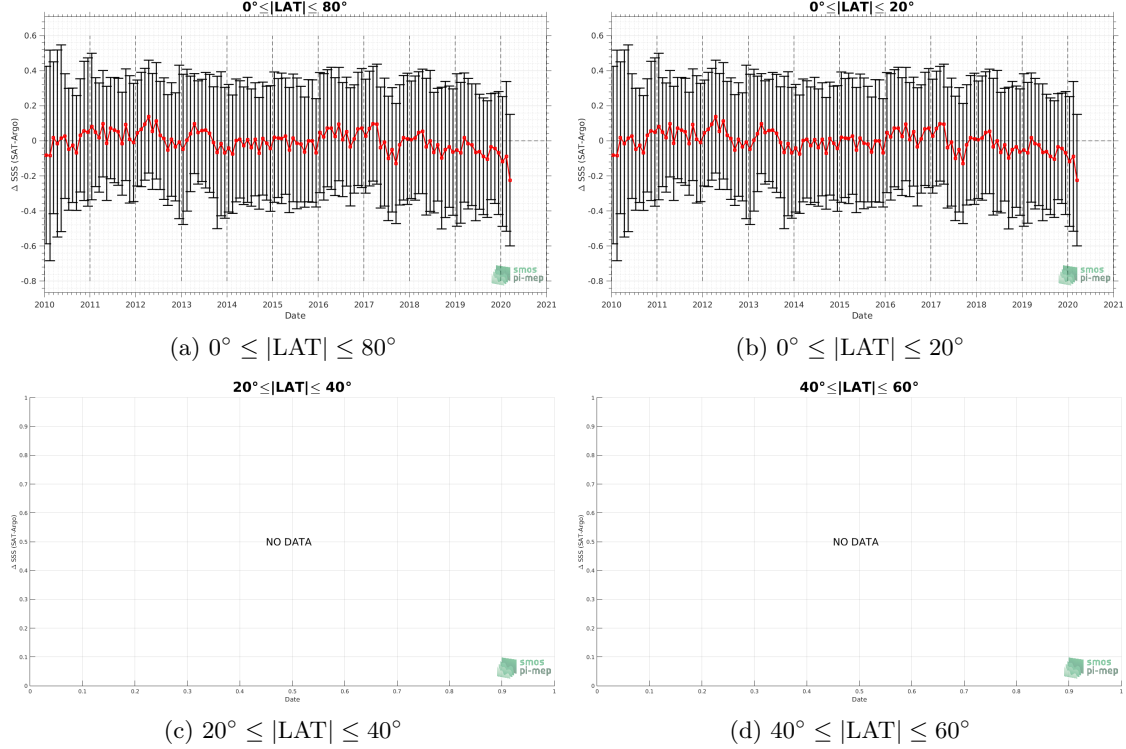 0°≤|LAT|≤ 80°
0.6
0.4
0.2
0
-0.2
-0.4
-0.6
-0.8
Δ SSS (SAT-Argo)
2010 2011 2012 2013 2014 2015 2016 2017 2018 2019 2020 2021
Date
smos
pi-mep
(a) 0° ≤ |LAT| ≤ 80°
0°≤|LAT|≤ 20°
0.6
0.4
0.2
0
-0.2
-0.4
-0.6
-0.8
Δ SSS (SAT-Argo)
2010 2011 2012 2013 2014 2015 2016 2017 2018 2019 2020 2021
Date
smos
pi-mep
(b) 0° ≤ |LAT| ≤ 20°
20°≤|LAT|≤ 40°
1
0.9
0.8
0.7
0.6
0.5
0.4
0.3
0.2
0.1
0
Δ SSS (SAT-Argo)
NO DATA
0 0.1 0.2 0.3 0.4 0.5 0.6 0.7 0.8 0.9 1
Date
smos
pi-mep
(c) 20° ≤ |LAT| ≤ 40°
40°≤|LAT|≤ 60°
1
0.9
0.8
0.7
0.6
0.5
0.4
0.3
0.2
0.1
0
Δ SSS (SAT-Argo)
NO DATA
0 0.1 0.2 0.3 0.4 0.5 0.6 0.7 0.8 0.9 1
Date
smos
pi-mep
(d) 40° ≤ |LAT| ≤ 60°